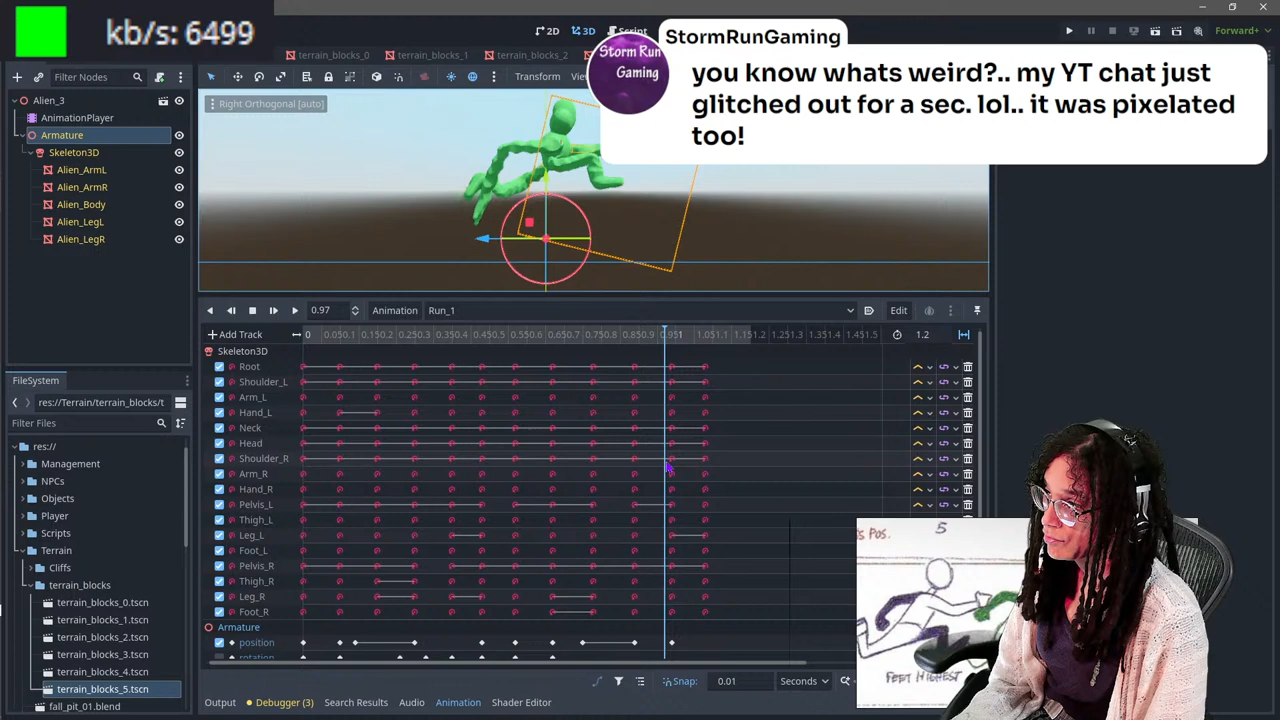 kb/s: 6499
StormRunGaming
you know whats weird?.. my YT chat just
glitched out for a sec. lol.. it was pixelated
too!
Storm Run
Gaming
2D
3D
Script
Forward+
terrain_blocks_0
terrain_blocks_1
terrain_blocks_2
Filter Nodes
Transform
Alien_3
AnimationPlayer
Armature
Skeleton3D
Alien_ArmL
Alien_ArmR
Alien_Body
Alien_LegL
Alien_LegR
Right Orthogonal [auto]
0.97
Animation
Run_1
Edit
Add Track
0
1.2
Skeleton3D
Root
Shoulder_L
Arm_L
Hand_L
Neck
Head
Shoulder_R
Arm_R
Hand_R
Pelvis_L
Thigh_L
Leg_L
Foot_L
Pelvis_R
Thigh_R
Leg_R
Foot_R
Armature
position
rotation
FileSystem
res://Terrain/terrain_blocks/t
Filter Files
res://
Management
NPCs
Objects
Player
Scripts
Terrain
Cliffs
terrain_blocks
terrain_blocks_0.tscn
terrain_blocks_1.tscn
terrain_blocks_2.tscn
terrain_blocks_3.tscn
terrain_blocks_4.tscn
terrain_blocks_5.tscn
fall_pit_01.blend
Snap:
0.01
Seconds
Output
Debugger (3)
Search Results
Audio
Animation
Shader Editor
POS.
5
FEET HIGHEST